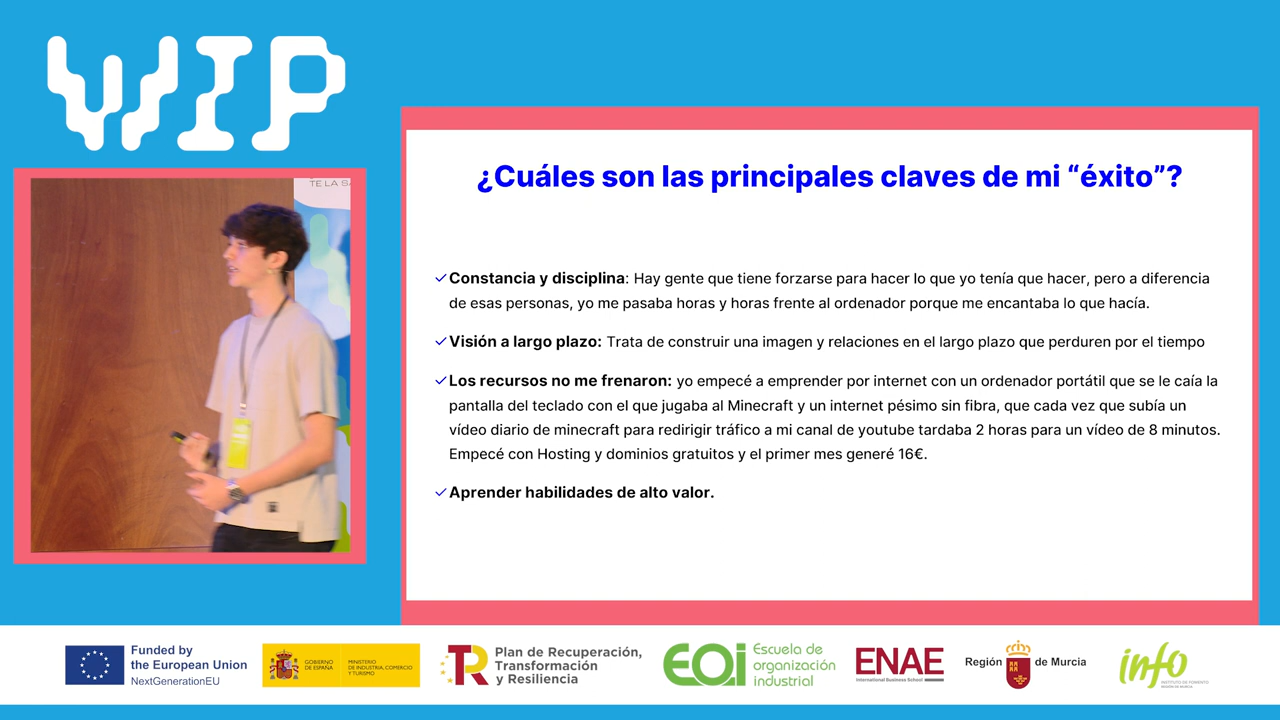 WIP
TE LA S
¿Cuáles son las principales claves de mi “éxito”?
Constancia y disciplina: Hay gente que tiene forzarse para hacer lo que yo tenía que hacer, pero a diferencia
de esas personas, yo me pasaba horas y horas frente al ordenador porque me encantaba lo que hacía.
Visión a largo plazo: Trata de construir una imagen y relaciones en el largo plazo que perduren por el tiempo
Los recursos no me frenaron: yo empecé a emprender por internet con un ordenador portátil que se le caía la
pantalla del teclado con el que jugaba al Minecraft y un internet pésimo sin fibra, que cada vez que subía un
vídeo diario de minecraft para redirigir tráfico a mi canal de youtube tardaba 2 horas para un vídeo de 8 minutos.
Empecé con Hosting y dominios gratuitos y el primer mes generé 16€.
Aprender habilidades de alto valor.
Funded by
the European Union
NextGenerationEU
GOBIERNO
DE ESPAÑA
MINISTERIO
DE INDUSTRIA, COMERCIO
Y TURISMO
TR
Plan de Recuperación,
Transformación
y Resiliencia
EOI
Escuela de
organización
industrial
ENAE
International Business School
Región de Murcia
info
INSTITUTO DE FOMENTO
REGIÓN DE MURCIA